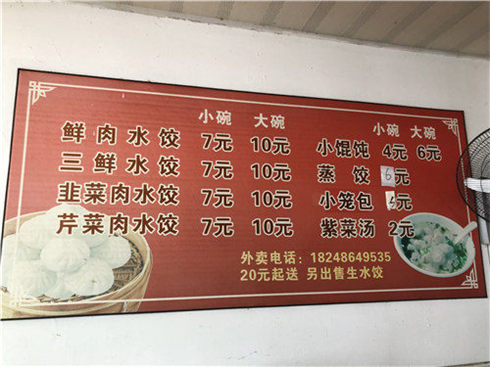 小碗 大碗
鲜肉水饺 7元 10元
三鲜水饺 7元 10元
韭菜肉水饺 7元 10元
芹菜肉水饺 7元 10元
小碗 大碗
小馄饨 4元 6元
蒸饺 6元
小笼包 6元
紫菜汤 2元
外卖电话：18248649535
20元起送 另出售生水饺